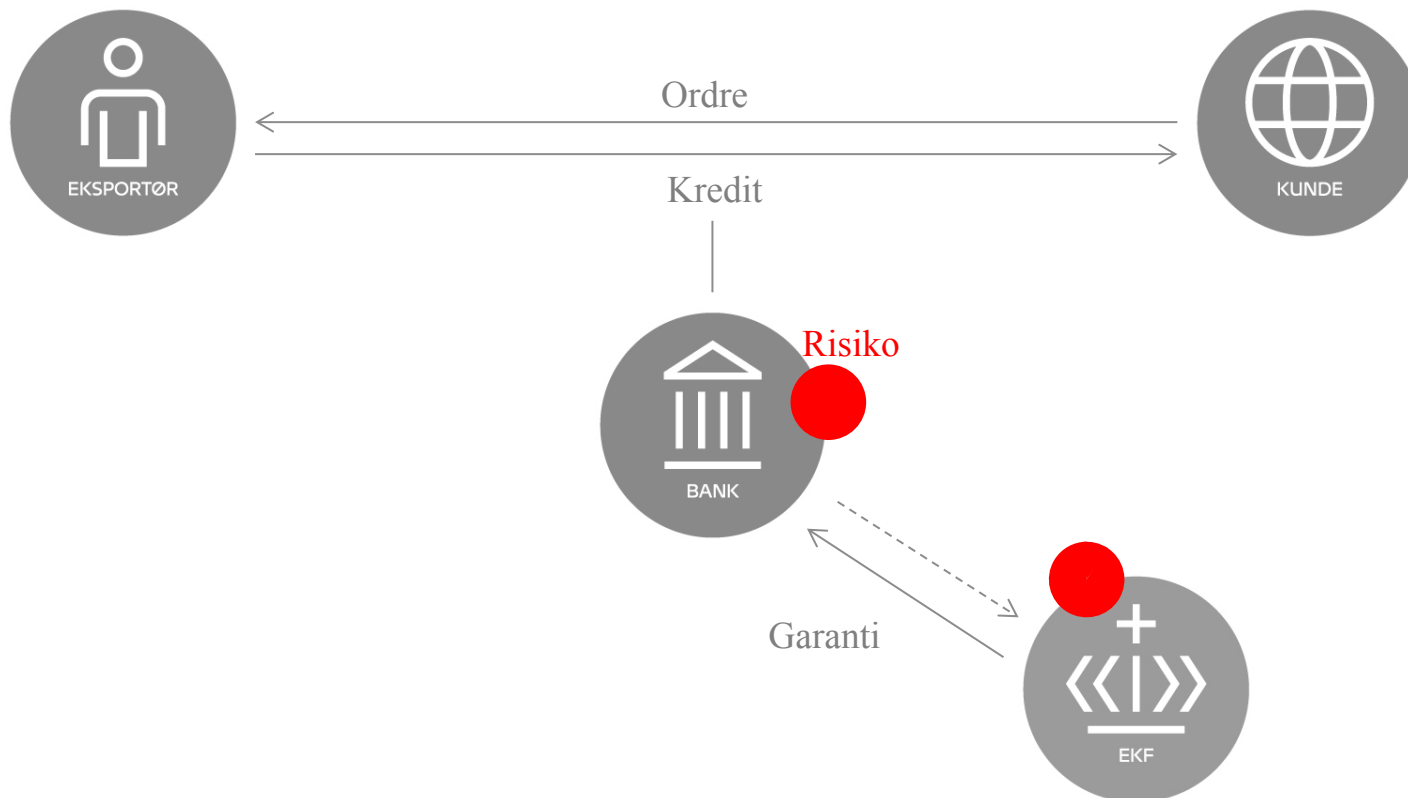 Ordre
EKSPORTØR
KUNDE
Kredit
Risiko
BANK
Garanti
EKF